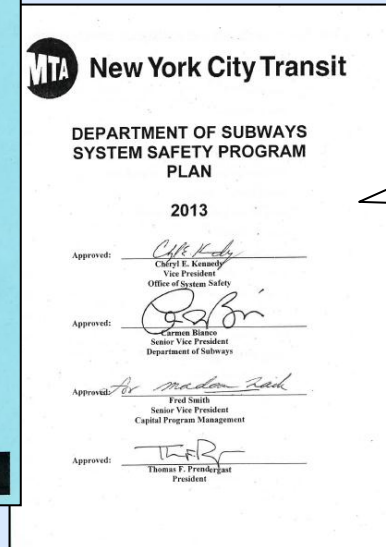 MTA New York City Transit
DEPARTMENT OF SUBWAYS
SYSTEM SAFETY PROGRAM
PLAN
2013
Approved:
Cheryl E. Kennedy
Vice President
Office of System Safety
Approved:
Carmen Bianco
Senior Vice President
Department of Subways
Approved: for
Fred Smith
Senior Vice President
Capital Program Management
Approved:
Thomas F. Prendergast
President